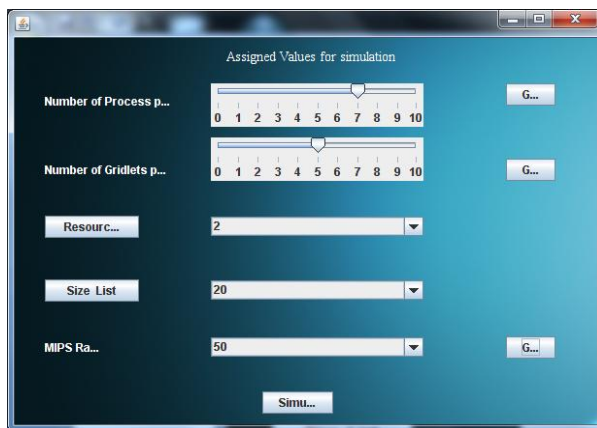 Assigned Values for simulation
Number of Process p...
0 1 2 3 4 5 6 7 8 9 10
G...
Number of Gridlets p...
0 1 2 3 4 5 6 7 8 9 10
G...
Resourc...
2
Size List
20
MIPS Ra...
50
G...
Simu...